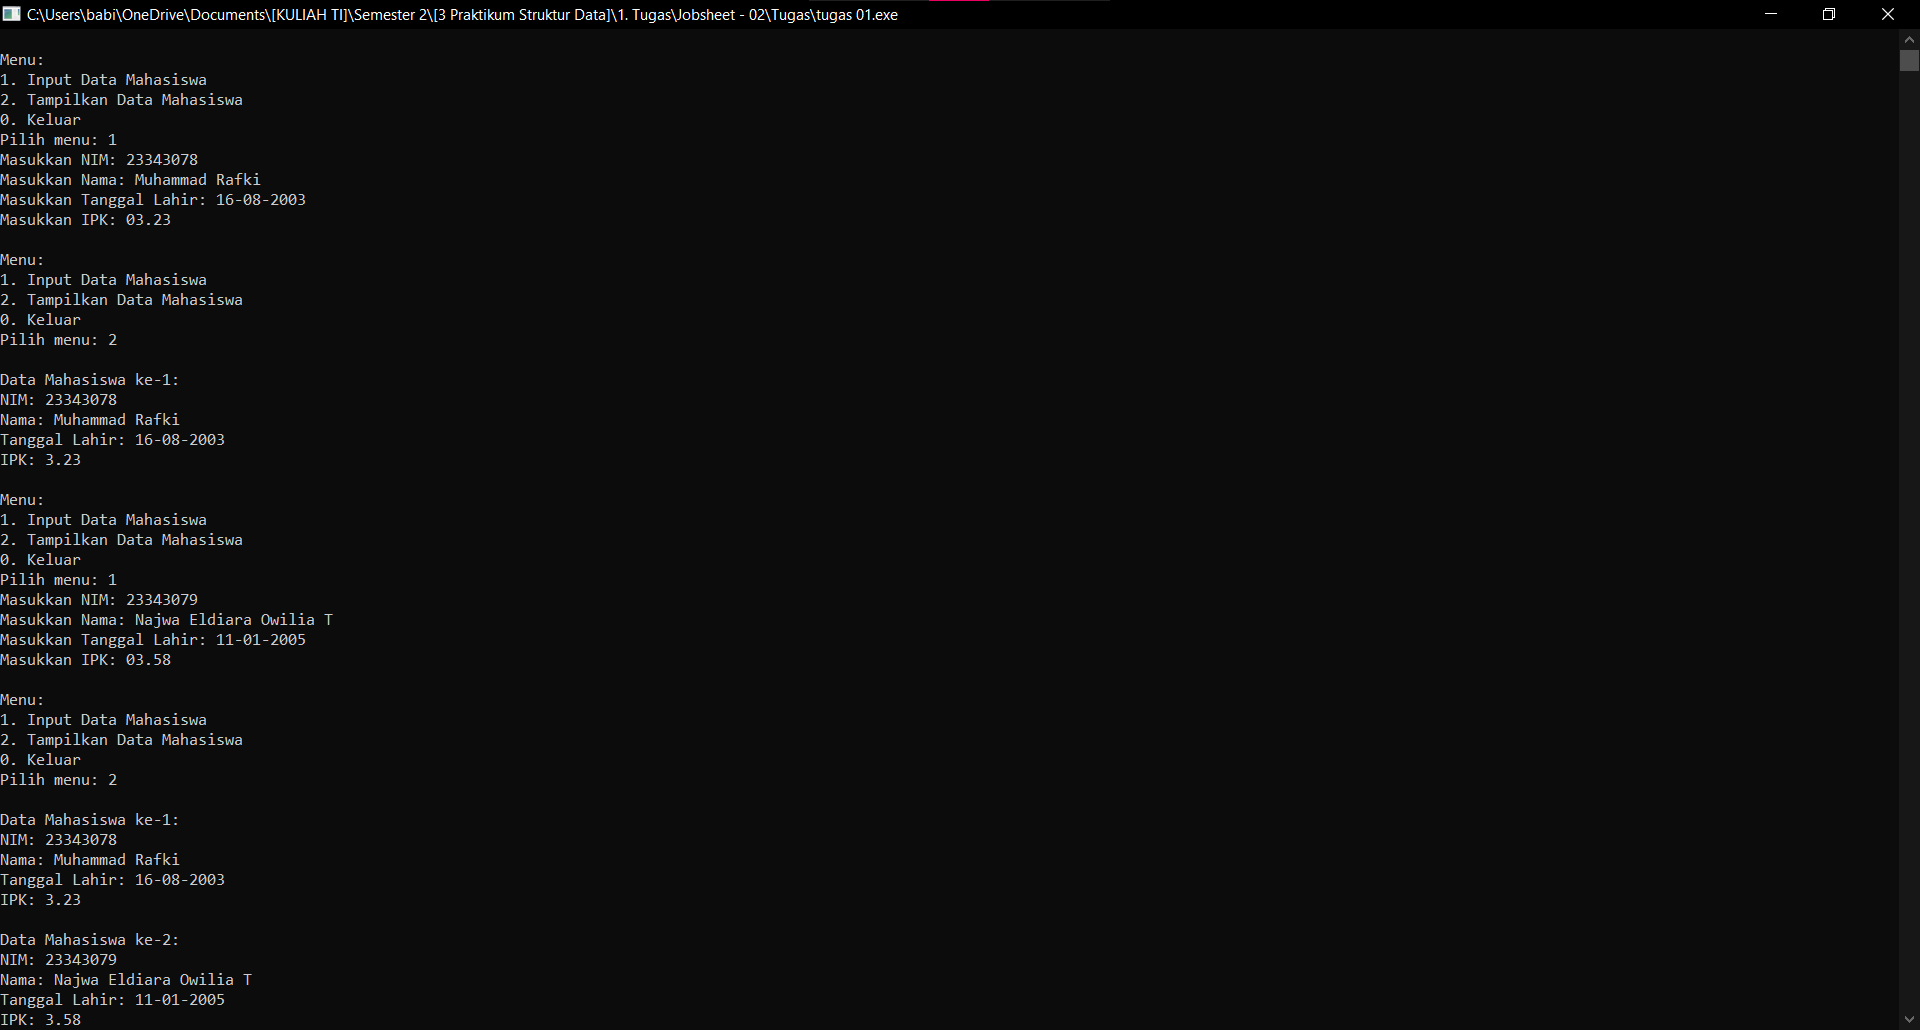 C:\Users\babi\OneDrive\Documents\[KULIAH TI]\Semester 2\[3 Praktikum Struktur Data]\1. Tugas\Jobsheet - 02\Tugas\tugas 01.exe
Menu:
1. Input Data Mahasiswa
2. Tampilkan Data Mahasiswa
0. Keluar
Pilih menu: 1
Masukkan NIM: 23343078
Masukkan Nama: Muhammad Rafki
Masukkan Tanggal Lahir: 16-08-2003
Masukkan IPK: 03.23
Menu:
1. Input Data Mahasiswa
2. Tampilkan Data Mahasiswa
0. Keluar
Pilih menu: 2
Data Mahasiswa ke-1:
NIM: 23343078
Nama: Muhammad Rafki
Tanggal Lahir: 16-08-2003
IPK: 3.23
Menu:
1. Input Data Mahasiswa
2. Tampilkan Data Mahasiswa
0. Keluar
Pilih menu: 1
Masukkan NIM: 23343079
Masukkan Nama: Najwa Eldiara Owilia T
Masukkan Tanggal Lahir: 11-01-2005
Masukkan IPK: 03.58
Menu:
1. Input Data Mahasiswa
2. Tampilkan Data Mahasiswa
0. Keluar
Pilih menu: 2
Data Mahasiswa ke-1:
NIM: 23343078
Nama: Muhammad Rafki
Tanggal Lahir: 16-08-2003
IPK: 3.23
Data Mahasiswa ke-2:
NIM: 23343079
Nama: Najwa Eldiara Owilia T
Tanggal Lahir: 11-01-2005
IPK: 3.58